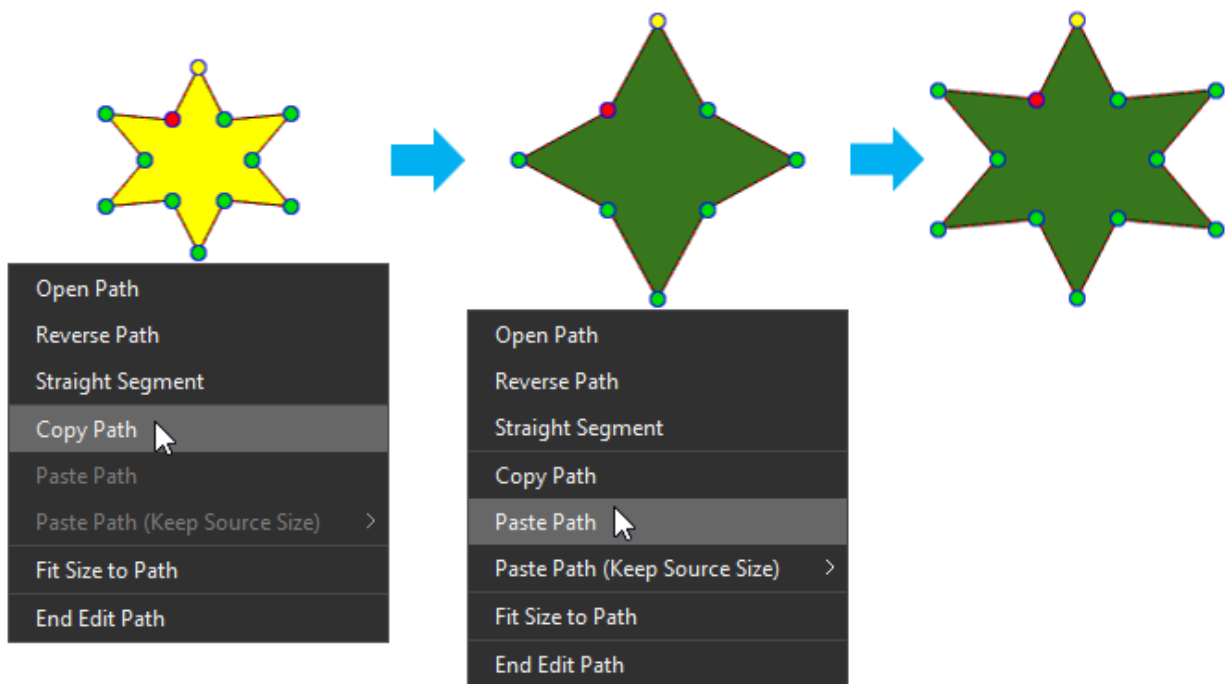 Open Path
Reverse Path
Straight Segment
Copy Path
Paste Path
Paste Path (Keep Source Size)
Fit Size to Path
End Edit Path
Open Path
Reverse Path
Straight Segment
Copy Path
Paste Path
Paste Path (Keep Source Size)
Fit Size to Path
End Edit Path